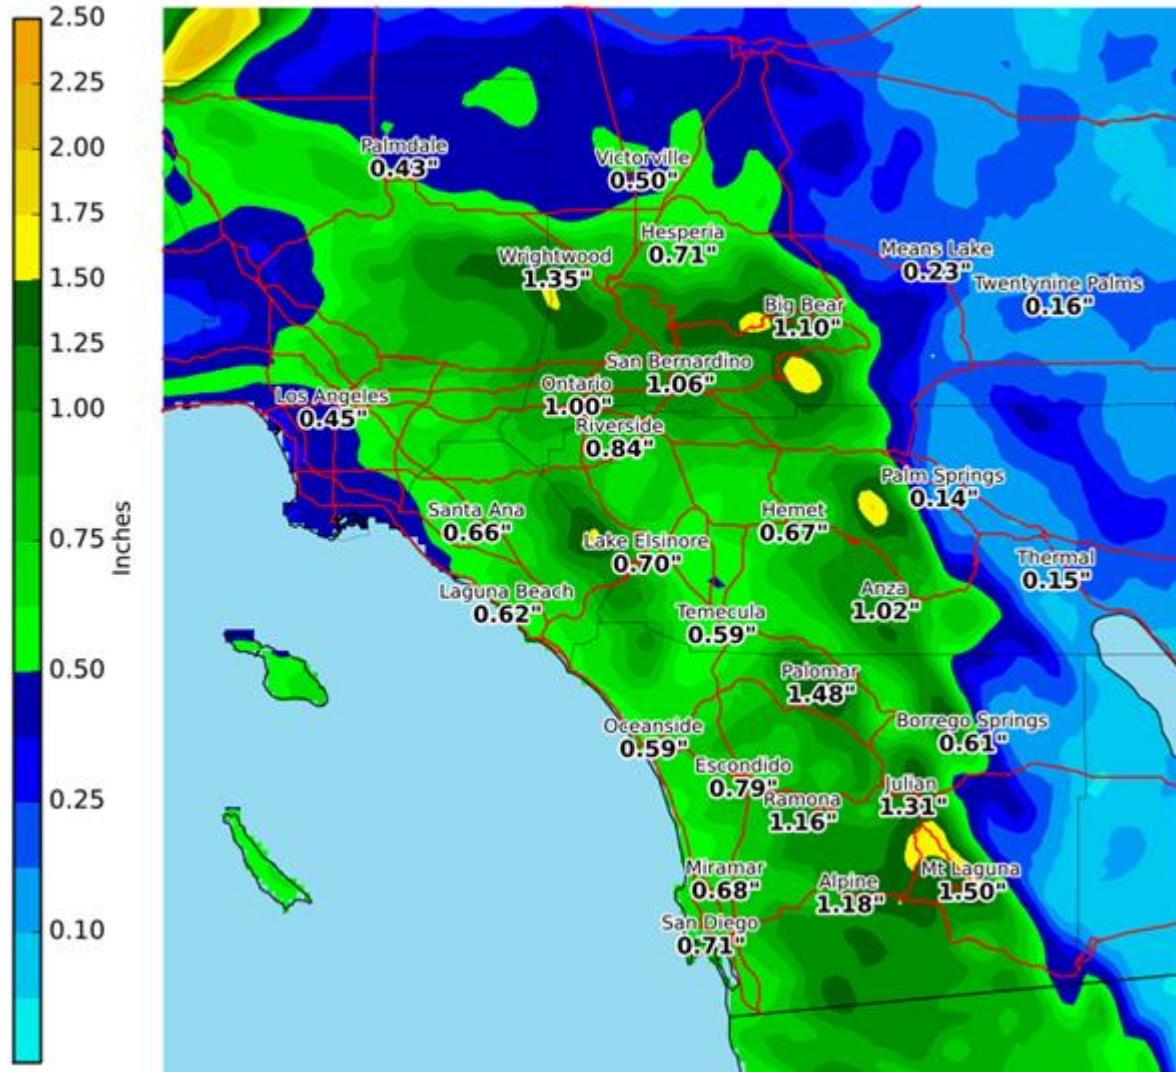 2.50
2.25
2.00
1.75
1.50
1.25
1.00
0.75
0.50
0.25
0.10
Inches
Palmdale
0.43"
Victorville
0.50"
Hesperia
0.71"
Wrightwood
1.35"
Means Lake
0.23"
Twentynine Palms
0.16"
Big Bear
1.10"
San Bernardino
1.06"
Ontario
1.00"
Los Angeles
0.45"
Riverside
0.84"
Palm Springs
0.14"
Santa Ana
0.66"
Hemet
0.67"
Lake Elsinore
0.70"
Thermal
0.15"
Laguna Beach
0.62"
Anza
1.02"
Temecula
0.59"
Palomar
1.48"
Oceanside
0.59"
Borrego Springs
0.61"
Escondido
0.79"
Julian
1.31"
Ramona
1.16"
Miramar
0.68"
Alpine
1.18"
Mt Laguna
1.50"
San Diego
0.71"